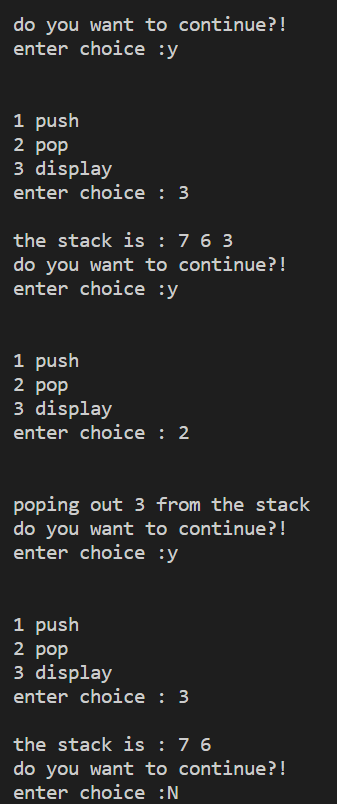 do you want to continue?!
enter choice :y
1 push
2 pop
3 display
enter choice : 3
the stack is : 7 6 3
do you want to continue?!
enter choice :y
1 push
2 pop
3 display
enter choice : 2
poping out 3 from the stack
do you want to continue?!
enter choice :y
1 push
2 pop
3 display
enter choice : 3
the stack is : 7 6
do you want to continue?!
enter choice :N